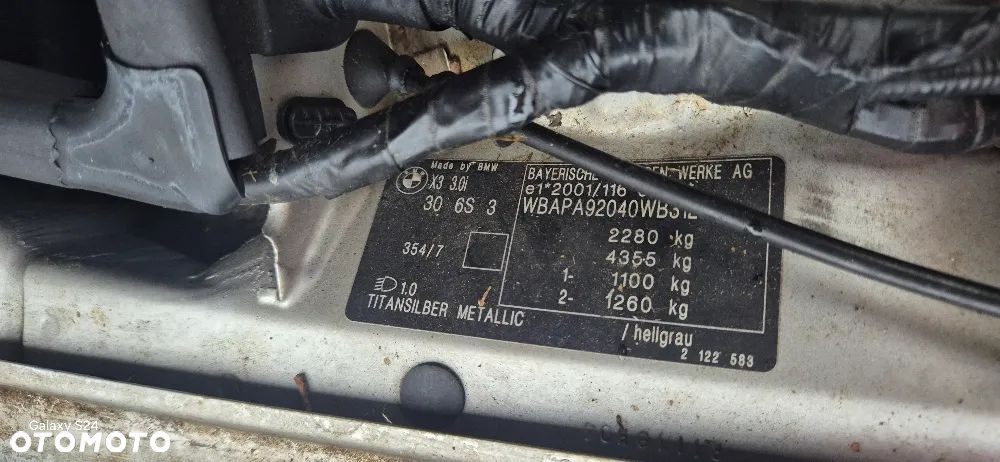 Made by BMW
X3 3.0i
30 6S 3
354/7
1.0
TITANSILBER METALLIC
BAYERISCHE WERKE AG
e1*2001/116
WBAPA92040WB
2280 kg
4355 kg
1- 1100 kg
2- 1260 kg
/hellgrau
2 122 583
Galaxy S24
OTOMOTO